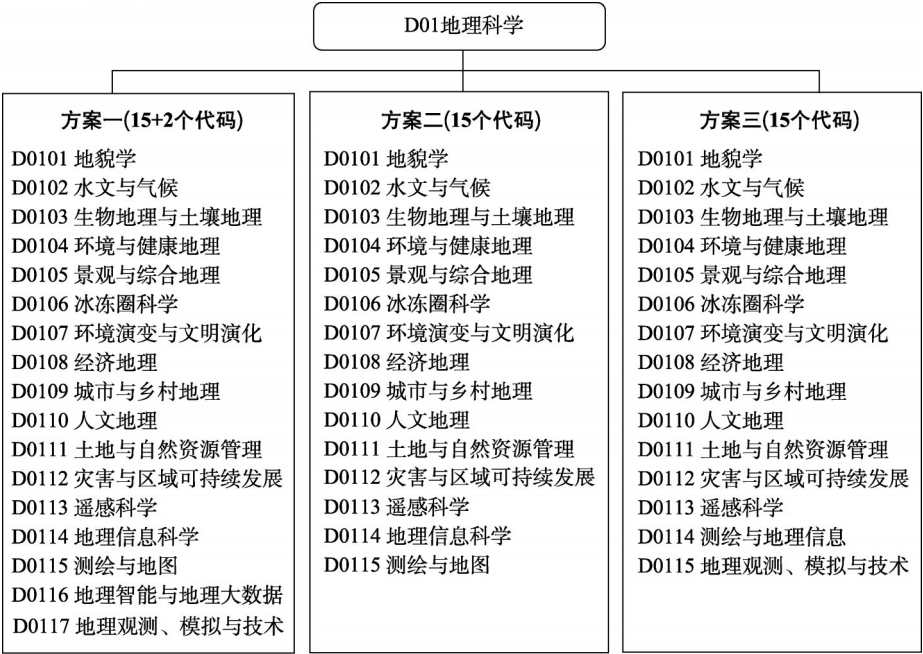 D01地理科学
方案一(15+2个代码)
D0101 地貌学
D0102 水文与气候
D0103 生物地理与土壤地理
D0104 环境与健康地理
D0105 景观与综合地理
D0106 冰冻圈科学
D0107 环境演变与文明演化
D0108 经济地理
D0109 城市与乡村地理
D0110 人文地理
D0111 土地与自然资源管理
D0112 灾害与区域可持续发展
D0113 遥感科学
D0114 地理信息科学
D0115 测绘与地图
D0116 地理智能与地理大数据
D0117 地理观测、模拟与技术
方案二(15个代码)
D0101 地貌学
D0102 水文与气候
D0103 生物地理与土壤地理
D0104 环境与健康地理
D0105 景观与综合地理
D0106 冰冻圈科学
D0107 环境演变与文明演化
D0108 经济地理
D0109 城市与乡村地理
D0110 人文地理
D0111 土地与自然资源管理
D0112 灾害与区域可持续发展
D0113 遥感科学
D0114 地理信息科学
D0115 测绘与地图
方案三(15个代码)
D0101 地貌学
D0102 水文与气候
D0103 生物地理与土壤地理
D0104 环境与健康地理
D0105 景观与综合地理
D0106 冰冻圈科学
D0107 环境演变与文明演化
D0108 经济地理
D0109 城市与乡村地理
D0110 人文地理
D0111 土地与自然资源管理
D0112 灾害与区域可持续发展
D0113 遥感科学
D0114 测绘与地理信息
D0115 地理观测、模拟与技术